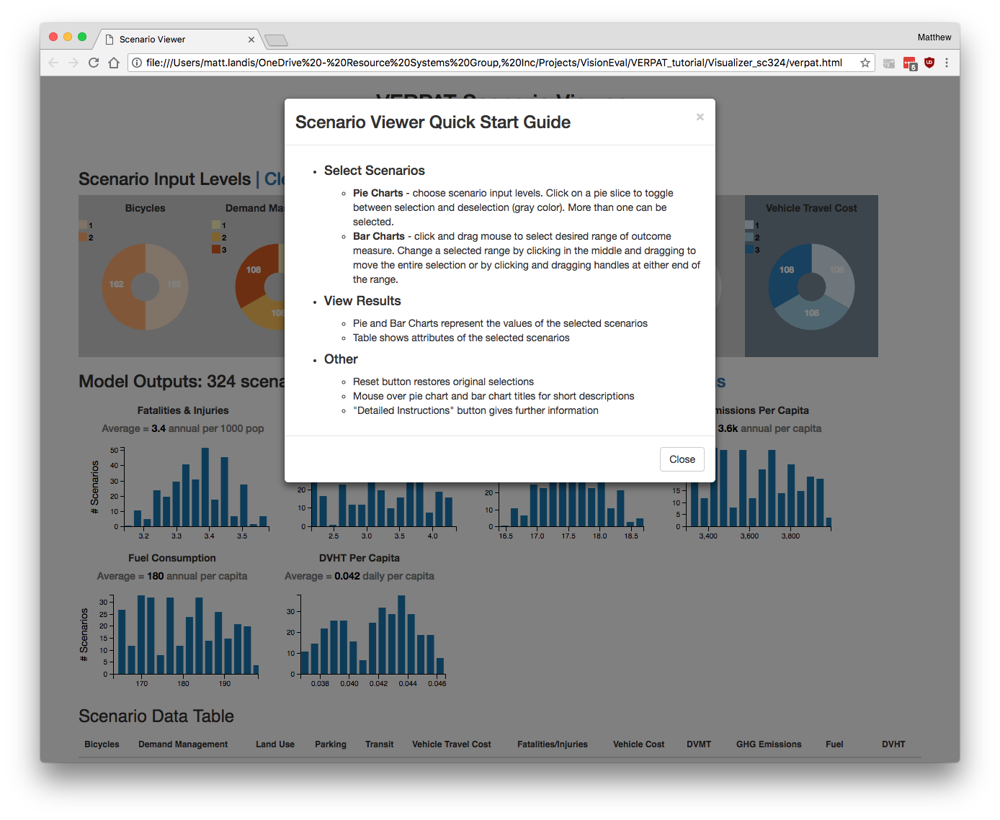 Scenario Viewer
Matthew
file:///Users/matt.landis/OneDrive%20-%20Resource%20Systems%20Group,%20Inc/Projects/VisionEval/VERPAT_tutorial/Visualizer_sc324/verpat.html
5
Scenario Viewer Quick Start Guide
×
Select Scenarios
Pie Charts - choose scenario input levels. Click on a pie slice to toggle
between selection and deselection (gray color). More than one can be
selected.
Bar Charts - click and drag mouse to select desired range of outcome
measure. Change a selected range by clicking in the middle and dragging to
move the entire selection or by clicking and dragging handles at either end of
the range.
View Results
Pie and Bar Charts represent the values of the selected scenarios
Table shows attributes of the selected scenarios
Other
Reset button restores original selections
Mouse over pie chart and bar chart titles for short descriptions
"Detailed Instructions" button gives further information
Close
Scenario Input Levels |
Bicycles
1
2
162
162
Demand
1
2
3
108
108
Vehicle Travel Cost
1
2
3
108
108
108
Model Outputs: 324
Fatalities & Injuries
Average = 3.4 annual per 1000 pop
# Scenarios
50
40
30
20
10
0
3.2 3.3 3.4 3.5
20
10
0
2.5 3.0 3.5 4.0
20
10
0
16.5 17.0 17.5 18.0 18.5
Per Capita
3.6k annual per capita
15
10
5
0
3,400 3,600 3,800
Fuel Consumption
Average = 180 annual per capita
# Scenarios
30
25
20
15
10
5
0
170 180 190
DVHT Per Capita
Average = 0.042 daily per capita
30
20
10
0
0.038 0.040 0.042 0.044 0.046
Scenario Data Table
Bicycles Demand Management Land Use Parking Transit Vehicle Travel Cost Fatalities/Injuries Vehicle Cost DVMT GHG Emissions Fuel DVHT